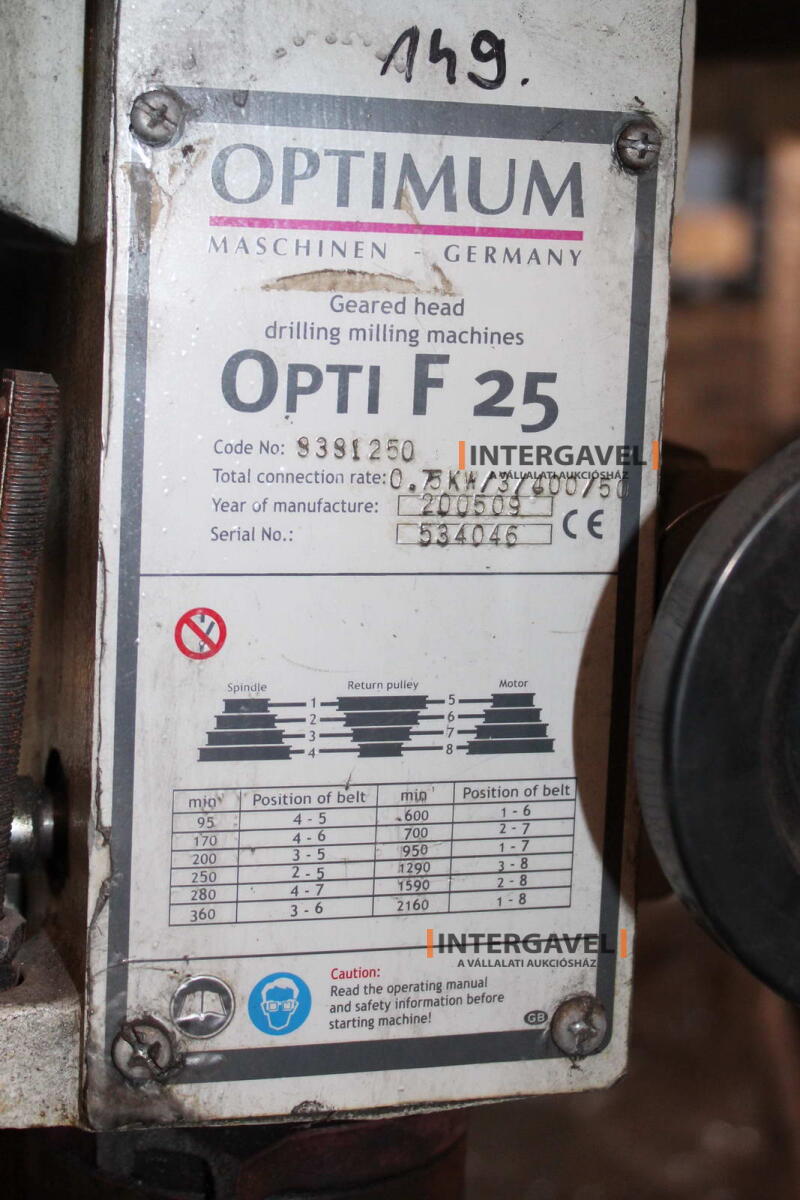 149.
OPTIMUM
MASCHINEN - GERMANY
Geared head
drilling milling machines
OPTI F 25
Code No: 8381250
INTERGAVEL
A VÁLLALATI AUKCIÓSHÁZ
Total connection rate: 0.75KW/3/400/50
Year of manufacture: 200509
Serial No.: 534046 CE
Spindle Return pulley Motor
1 5
2 6
3 7
4 8
min⁻¹ Position of belt min⁻¹ Position of belt
95 4 - 5 600 1 - 6
170 4 - 6 700 2 - 7
200 3 - 5 950 1 - 7
250 2 - 5 1290 3 - 8
280 4 - 7 1590 2 - 8
360 3 - 6 2160 1 - 8
INTERGAVEL
A VÁLLALATI AUKCIÓSHÁZ
Caution:
Read the operating manual
and safety information before
starting machine!
GB